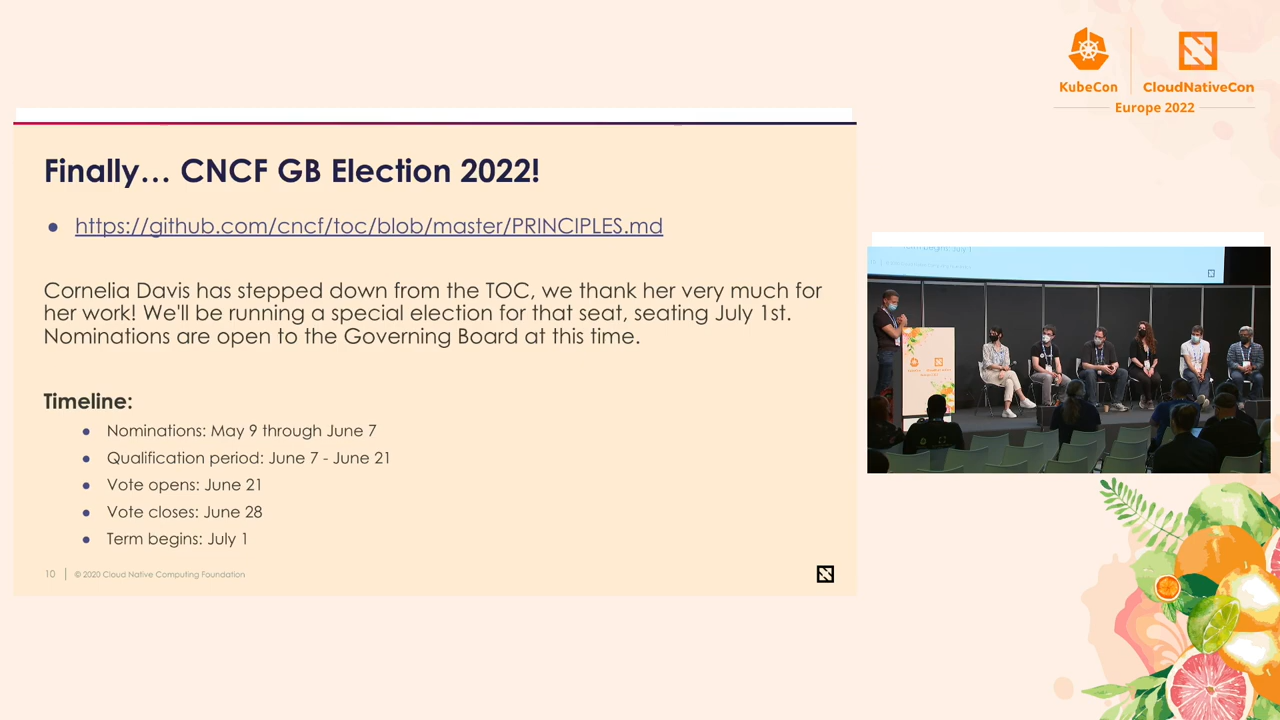 KubeCon
CloudNativeCon
Europe 2022
Finally… CNCF GB Election 2022!
• https://github.com/cncf/toc/blob/master/PRINCIPLES.md
Cornelia Davis has stepped down from the TOC, we thank her very much for
her work! We'll be running a special election for that seat, seating July 1st.
Nominations are open to the Governing Board at this time.
Timeline:
• Nominations: May 9 through June 7
• Qualification period: June 7 - June 21
• Vote opens: June 21
• Vote closes: June 28
• Term begins: July 1
10 | © 2020 Cloud Native Computing Foundation